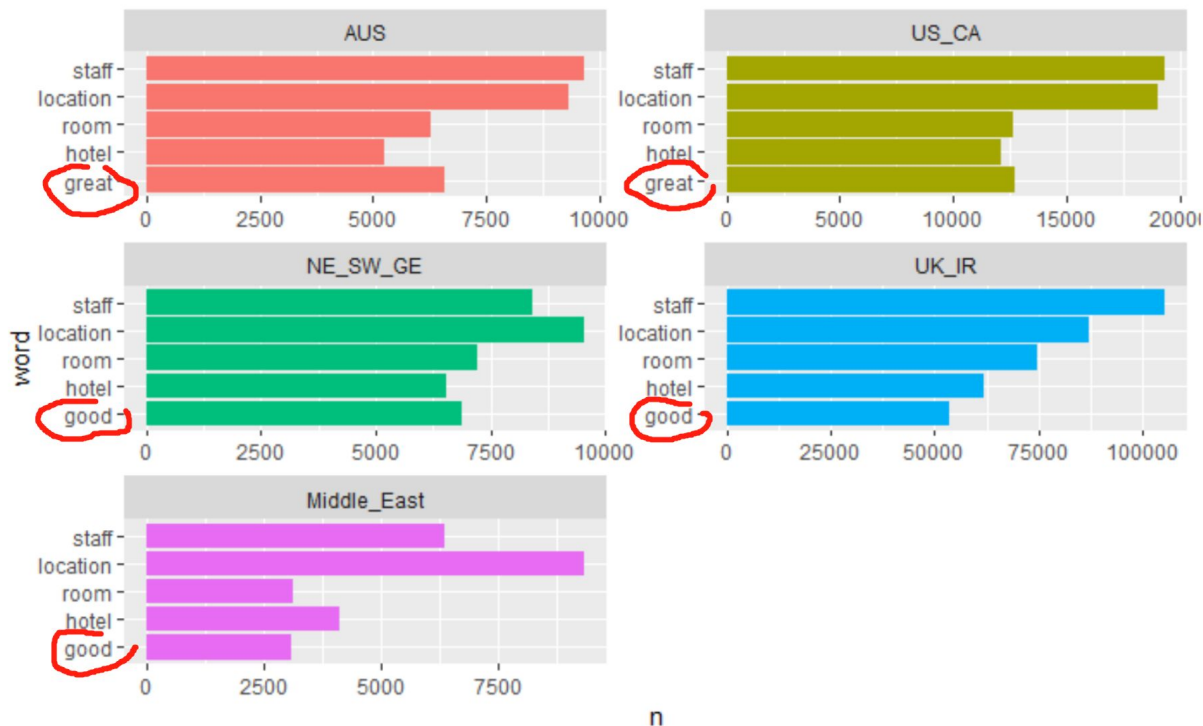 AUS
staff
location
room
hotel
great
0 2500 5000 7500 10000
US_CA
staff
location
room
hotel
great
0 5000 10000 15000 2000
NE_SW_GE
staff
location
room
hotel
good
0 2500 5000 7500 10000
UK_IR
staff
location
room
hotel
good
0 25000 50000 75000 100000
Middle_East
staff
location
room
hotel
good
0 2500 5000 7500
word
n